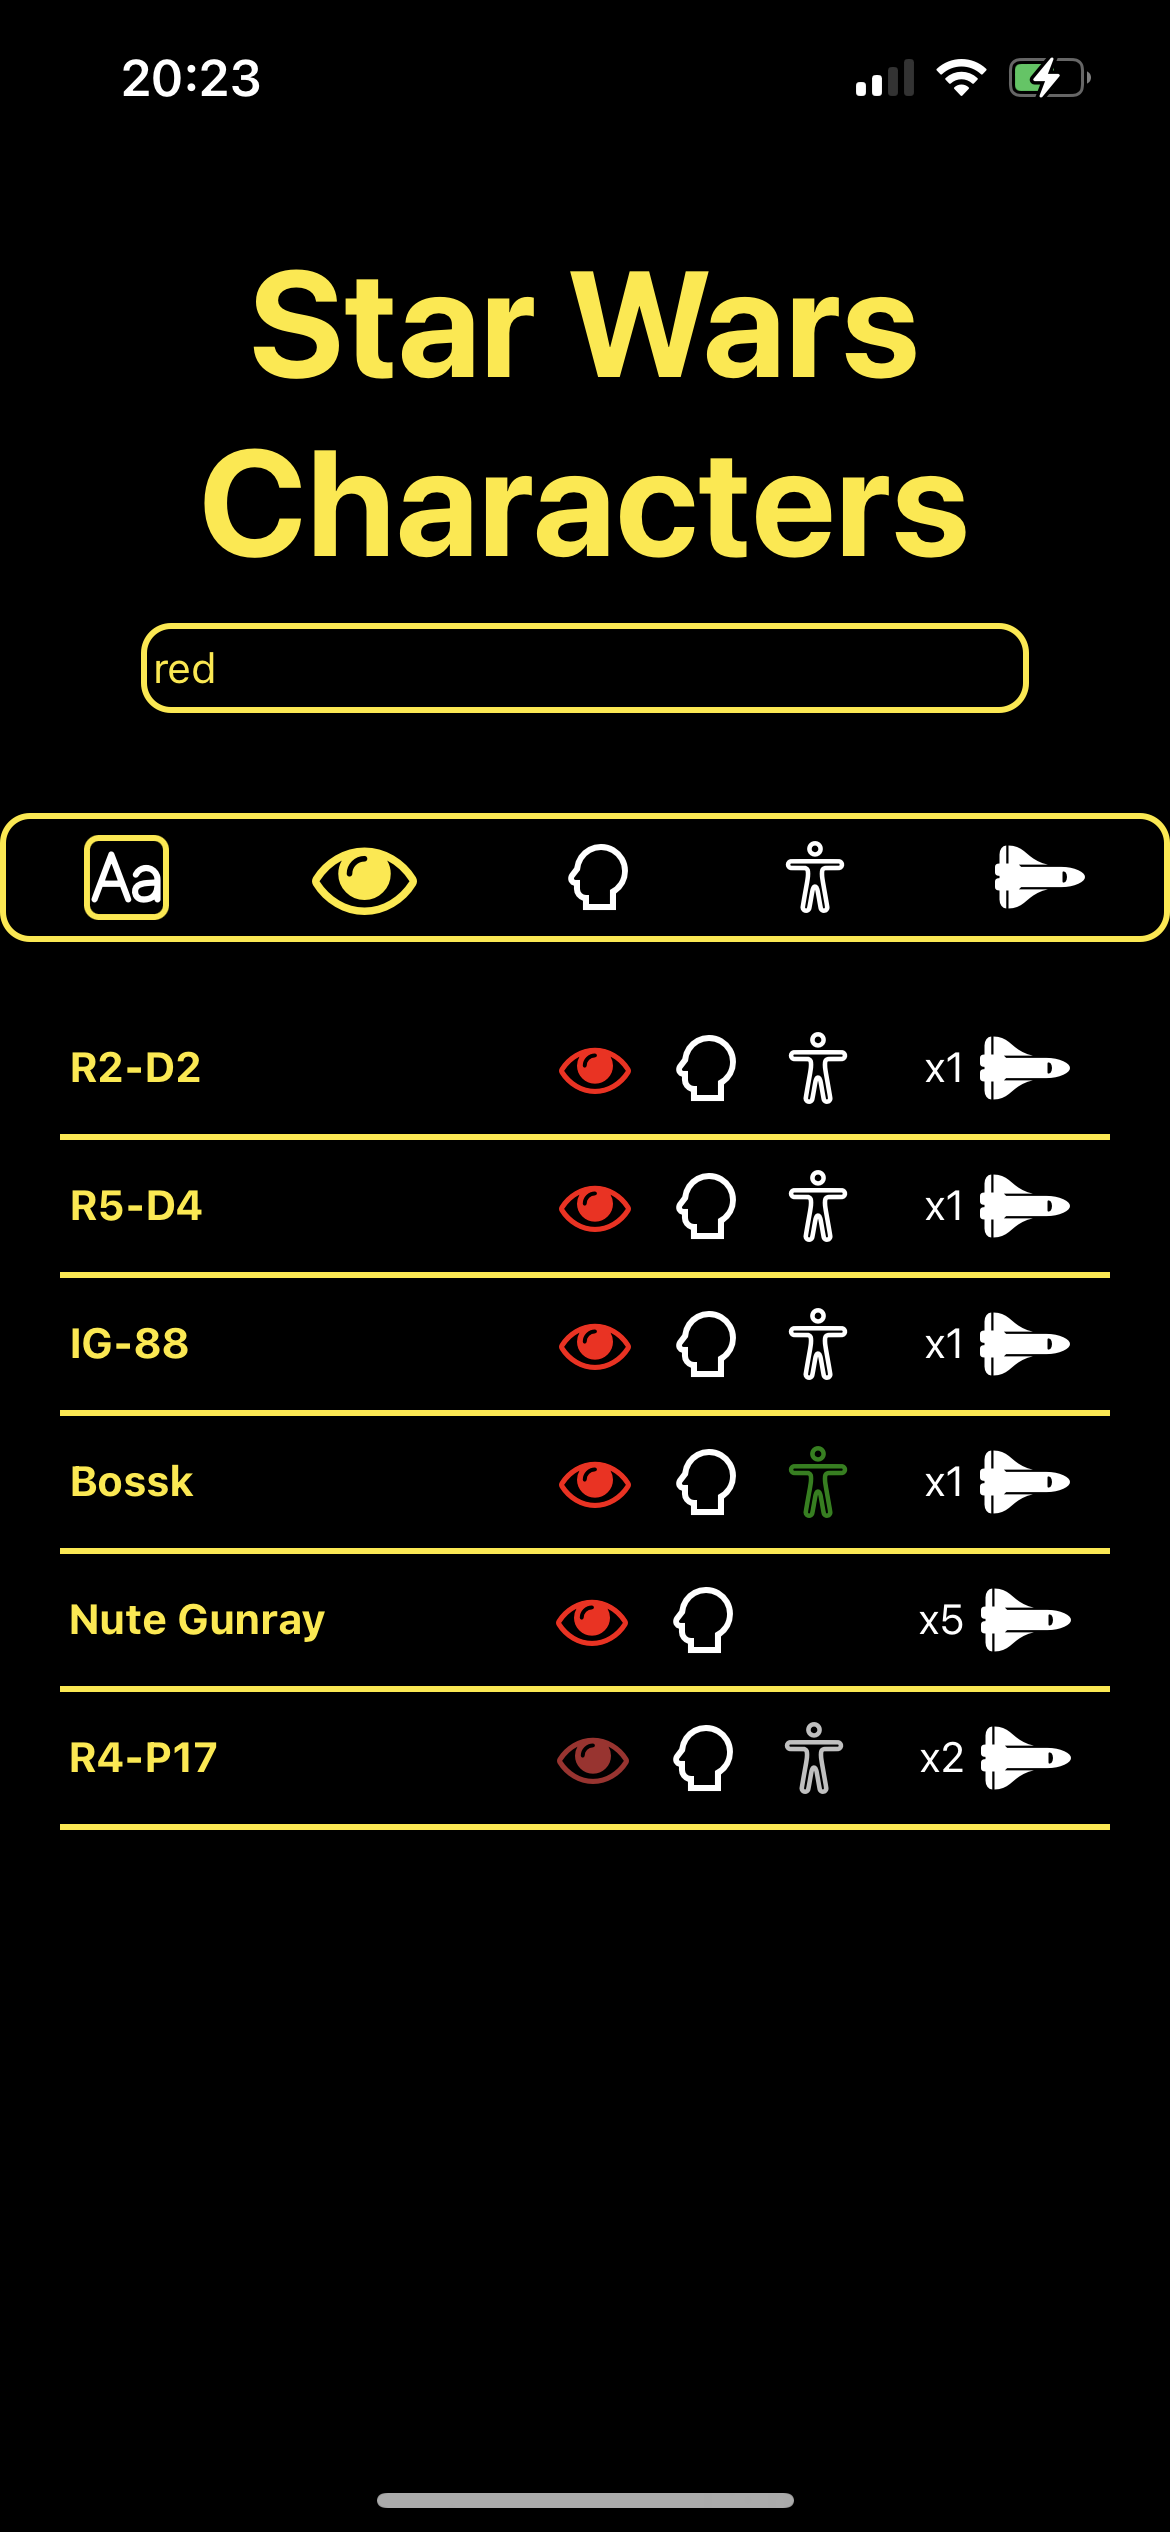 20:23
Star Wars
Characters
red
Aa
R2-D2 x1
R5-D4 x1
IG-88 x1
Bossk x1
Nute Gunray x5
R4-P17 x2